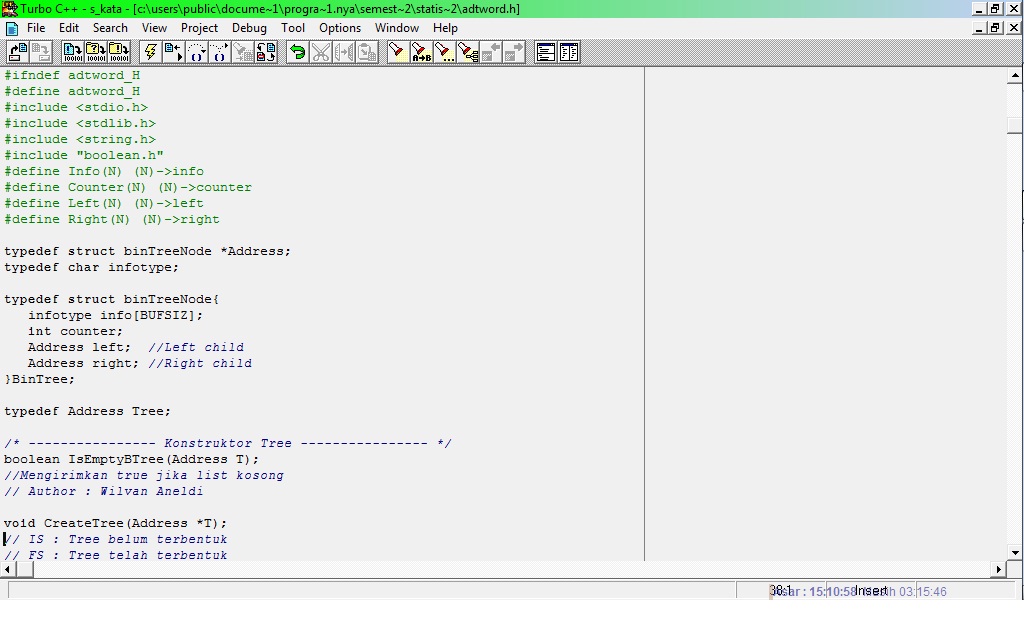 Turbo C++ - s_kata - [c:\users\public\docume~1\progra~1.nya\semest~2\statis~2\adtword.h]
File Edit Search View Project Debug Tool Options Window Help
#ifndef adtword_H
#define adtword_H
#include <stdio.h>
#include <stdlib.h>
#include <string.h>
#include "boolean.h"
#define Info(N) (N)->info
#define Counter(N) (N)->counter
#define Left(N) (N)->left
#define Right(N) (N)->right
typedef struct binTreeNode *Address;
typedef char infotype;
typedef struct binTreeNode{
infotype info[BUFSIZ];
int counter;
Address left; //Left child
Address right; //Right child
}BinTree;
typedef Address Tree;
/* ---------------- Konstruktor Tree ---------------- */
boolean IsEmptyBTree(Address T);
//Mengirimkan true jika list kosong
// Author : Wilvan Aneldi
void CreateTree(Address *T);
// IS : Tree belum terbentuk
// FS : Tree telah terbentuk
38:1 Insert
15:10:58 03:15:46